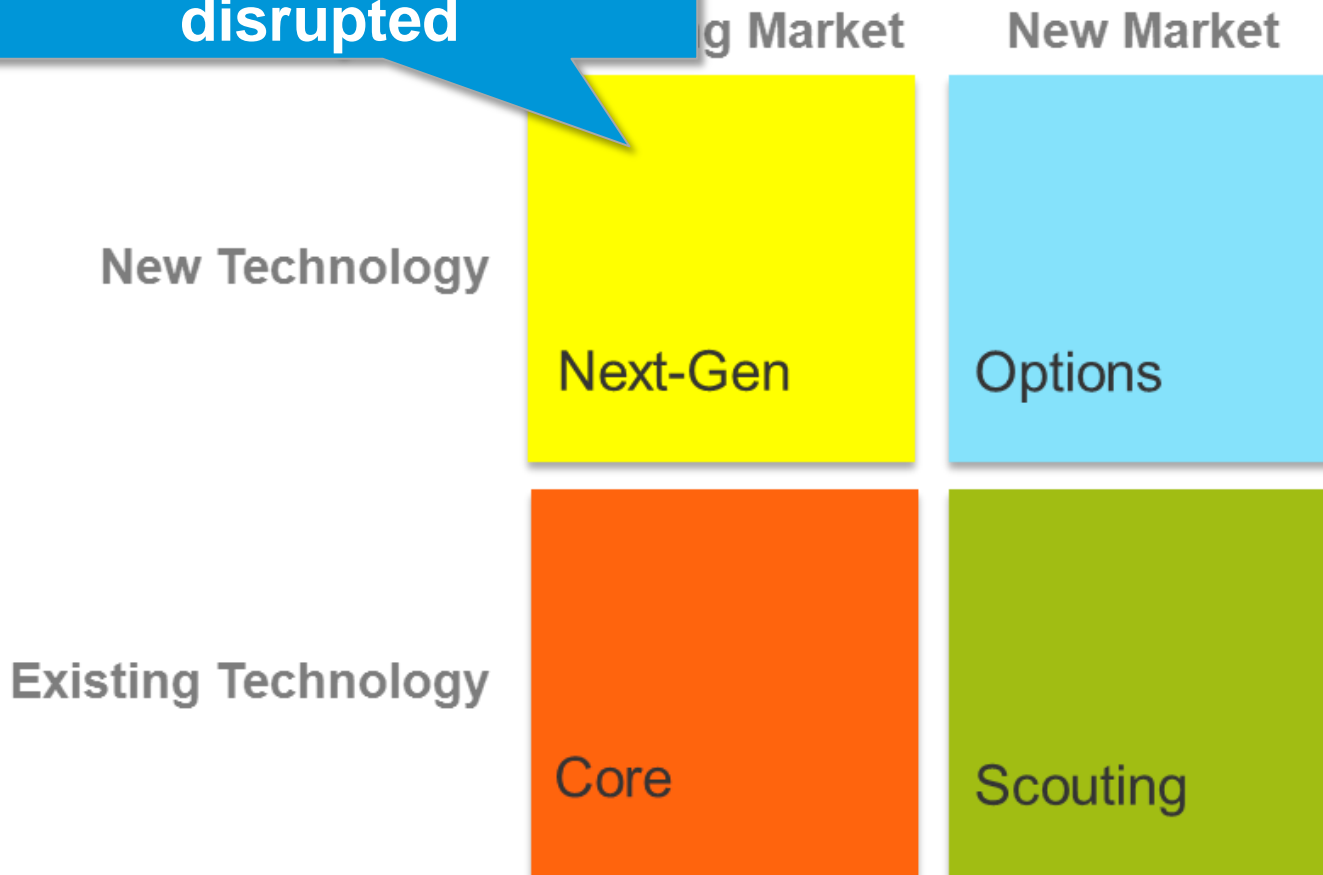 disrupted
g Market New Market
New Technology
Next-Gen Options
Existing Technology
Core Scouting